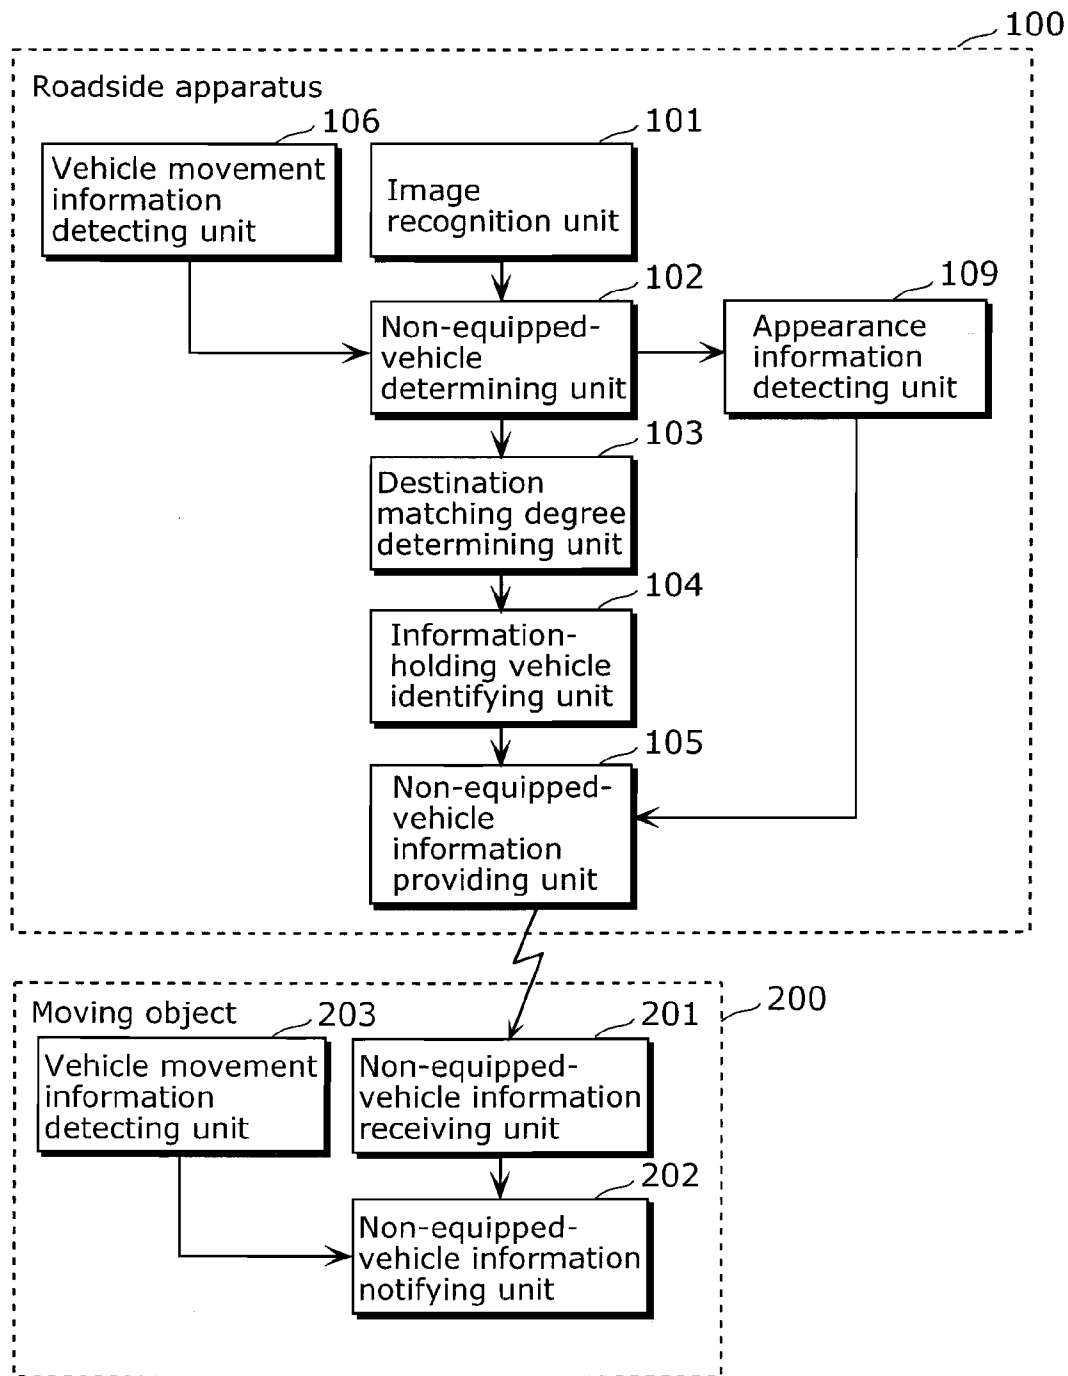 100
Roadside apparatus
106
Vehicle movement
information
detecting unit
101
Image
recognition unit
102
Non-equipped-
vehicle
determining unit
109
Appearance
information
detecting unit
103
Destination
matching degree
determining unit
104
Information-
holding vehicle
identifying unit
105
Non-equipped-
vehicle
information
providing unit
200
Moving object
203
Vehicle movement
information
detecting unit
201
Non-equipped-
vehicle information
receiving unit
202
Non-equipped-
vehicle information
notifying unit